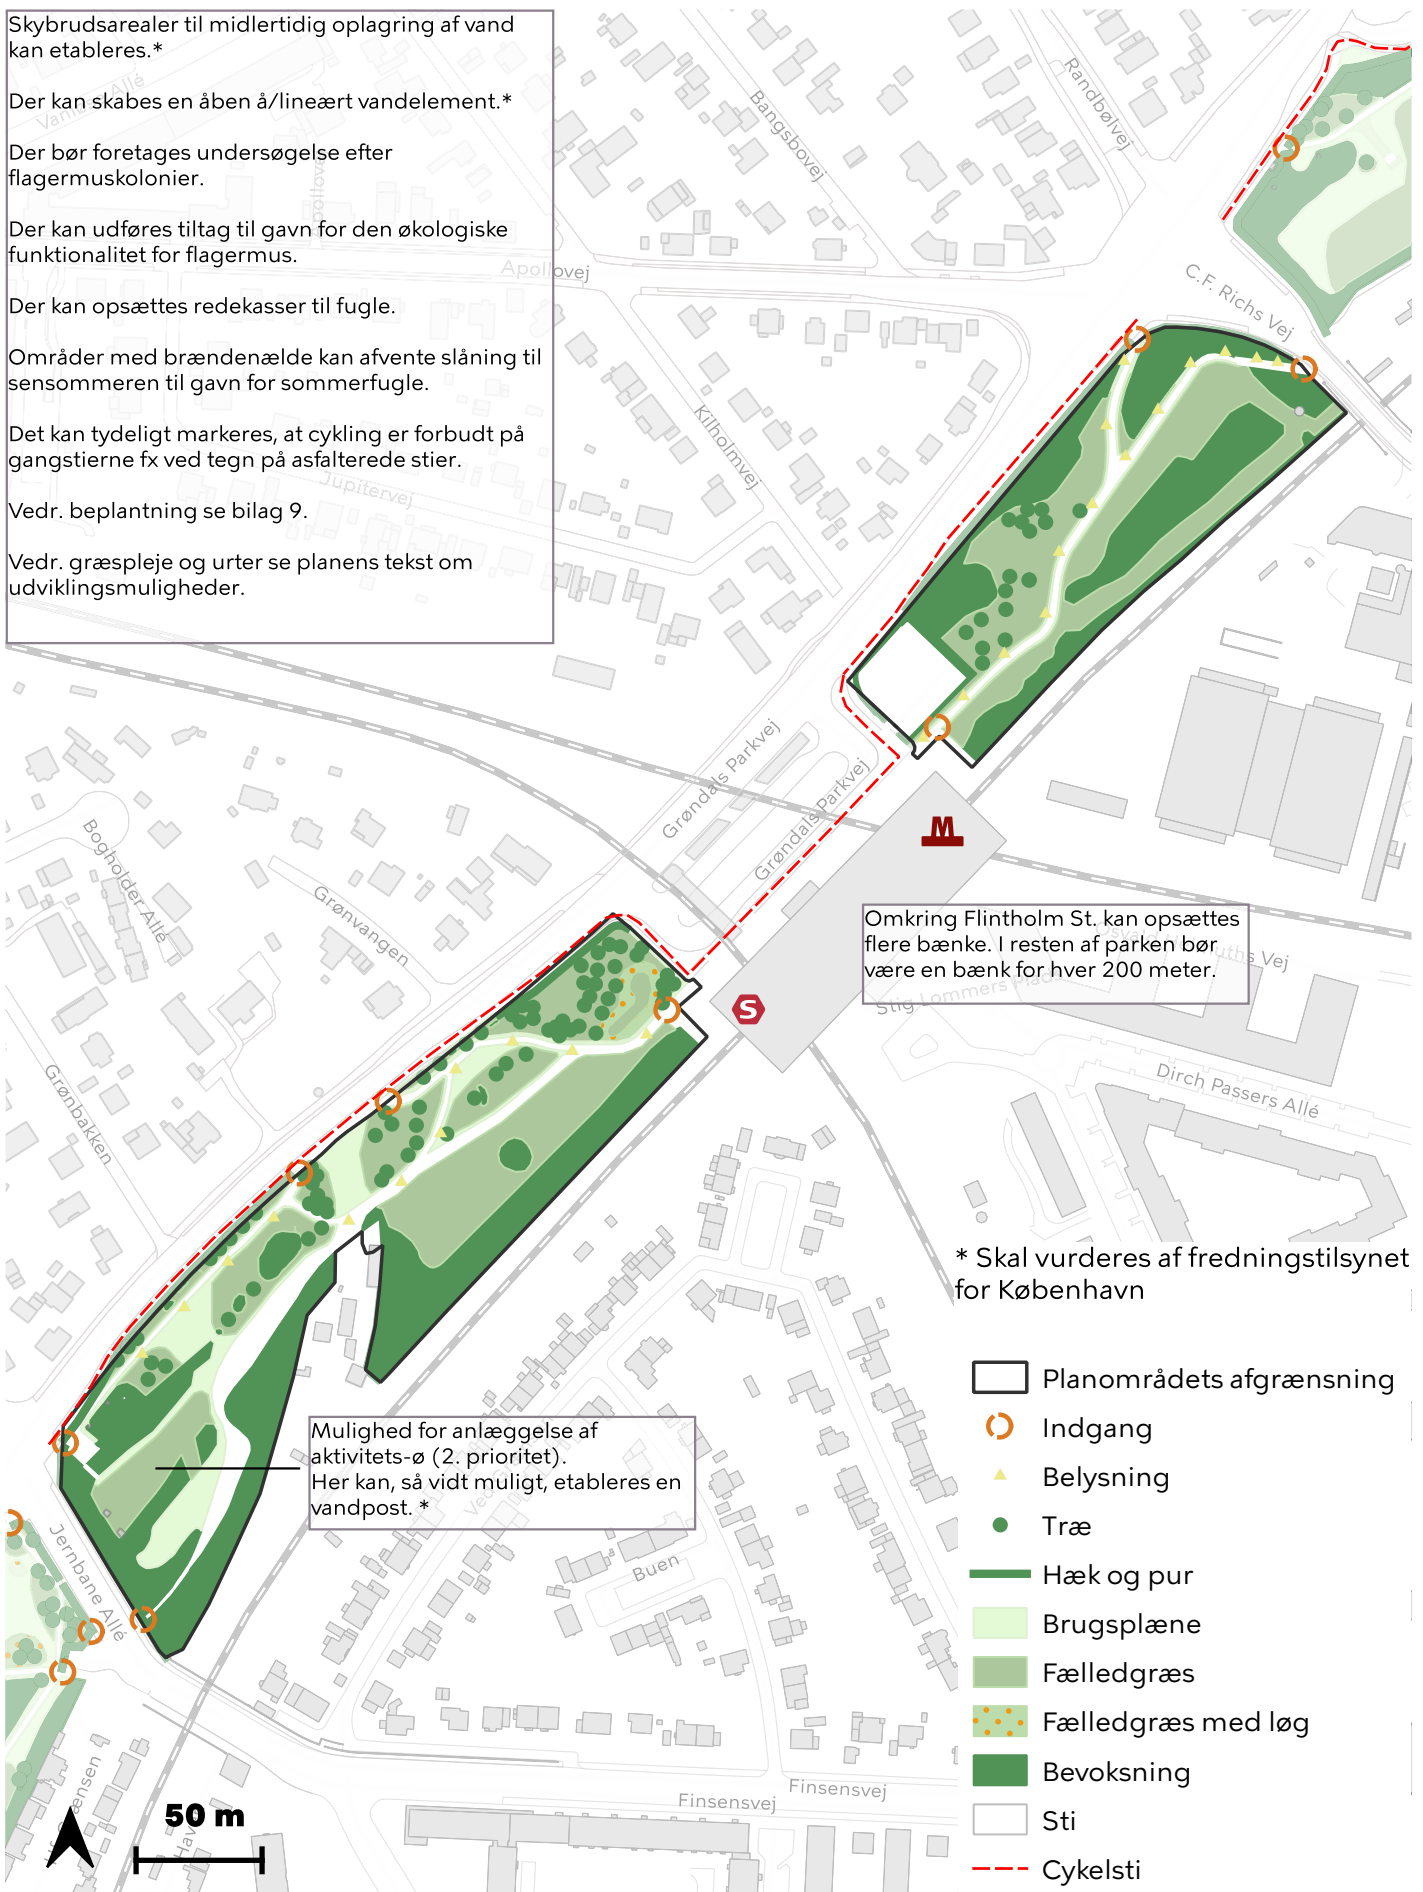 Skybrudsarealer til midlertidig oplagring af vand
kan etableres.*
Der kan skabes en åben å/lineært vandelement.*
Der bør foretages undersøgelse efter
flagermuskolonier.
Der kan udføres tiltag til gavn for den økologiske
funktionalitet for flagermus.
Der kan opsættes redekasser til fugle.
Områder med brændenælde kan afvente slåning til
sensommeren til gavn for sommerfugle.
Det kan tydeligt markeres, at cykling er forbudt på
gangstierne fx ved tegn på asfalterede stier.
Vedr. beplantning se bilag 9.
Vedr. græspleje og urter se planens tekst om
udviklingsmuligheder.
Apollovej
Jupitervej
Bangsbovej
Randbølvej
C.F. Richs Vej
Kilholmvej
Grøndals Parkvej
Grøndals Parkvej
M
Bogholder Allé
Grønvangen
Grønbakken
Omkring Flintholm St. kan opsættes
flere bænke. I resten af parken bør
være en bænk for hver 200 meter.
Stig Lommers Plads
S
Dirch Passers Allé
* Skal vurderes af fredningstilsynet
for København
Mulighed for anlæggelse af
aktivitets-ø (2. prioritet).
Her kan, så vidt muligt, etableres en
vandpost. *
Jernbane Allé
Buen
Finsensvej
Finsensvej
50 m
Planområdets afgrænsning
Indgang
Belysning
Træ
Hæk og pur
Brugsplæne
Fælledgræs
Fælledgræs med løg
Bevoksning
Sti
Cykelsti